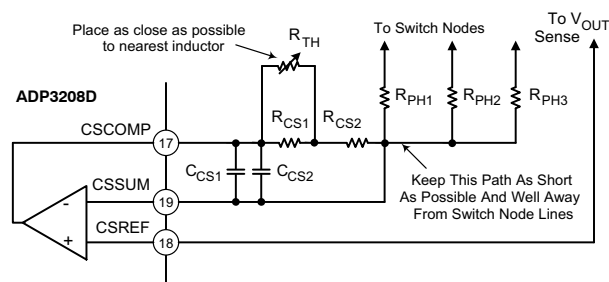 Place as close as possible
to nearest inductor
RTH
To Switch Nodes
To VOUT
Sense
ADP3208D
RPH1
RPH2
RPH3
CSCOMP
17
RCS1
RCS2
CCS1
CCS2
Keep This Path As Short
As Possible And Well Away
From Switch Node Lines
CSSUM
19
-
CSREF
18
+